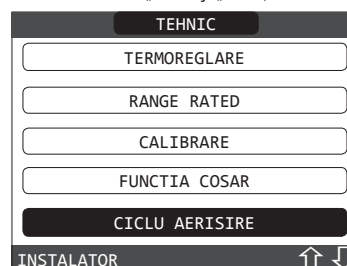 TEHNIC
TERMOREGLARE
RANGE RATED
CALIBRARE
FUNCTIA COSAR
CICLU AERISIRE
INSTALATOR